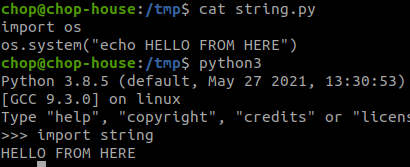 chop@chop-house:/tmp$ cat string.py
import os
os.system("echo HELLO FROM HERE")
chop@chop-house:/tmp$ python3
Python 3.8.5 (default, May 27 2021, 13:30:53)
[GCC 9.3.0] on linux
Type "help", "copyright", "credits" or "licens
>>> import string
HELLO FROM HERE